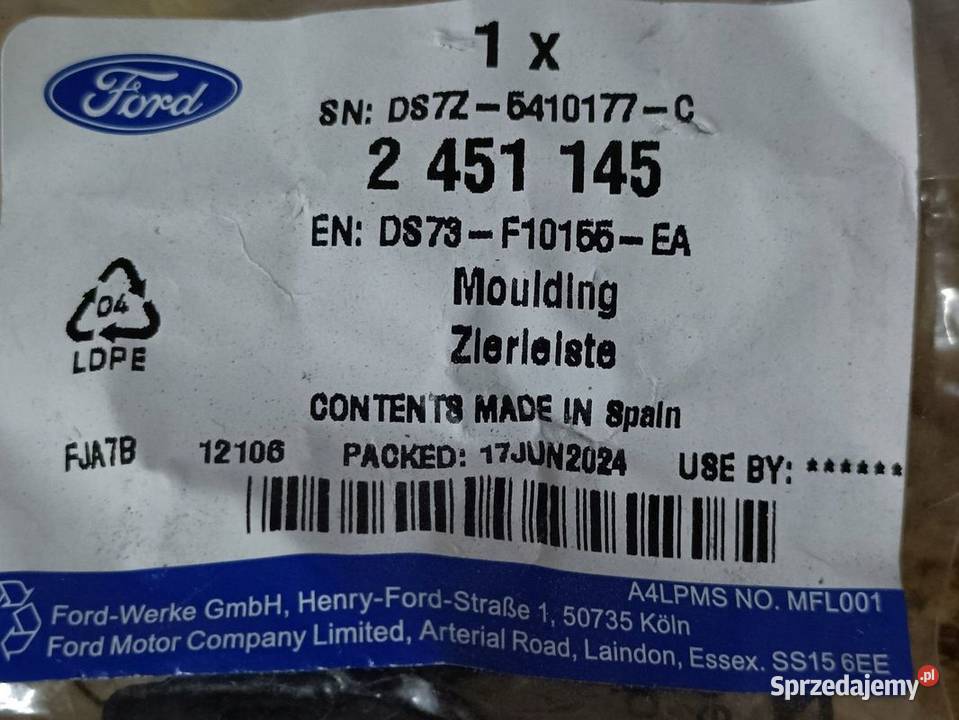 Ford
1 x
SN: DS7Z-5410177-C
2 451 145
EN: DS73-F10155-EA
Moulding
Zierleiste
04
LDPE
CONTENTS MADE IN Spain
FJA7B 12106 PACKED: 17JUN2024 USE BY: ******
A4LPMS NO. MFL001
Ford-Werke GmbH, Henry-Ford-Straße 1, 50735 Köln
Ford Motor Company Limited, Arterial Road, Laindon, Essex. SS15 6EE
Sprzedajemy.pl